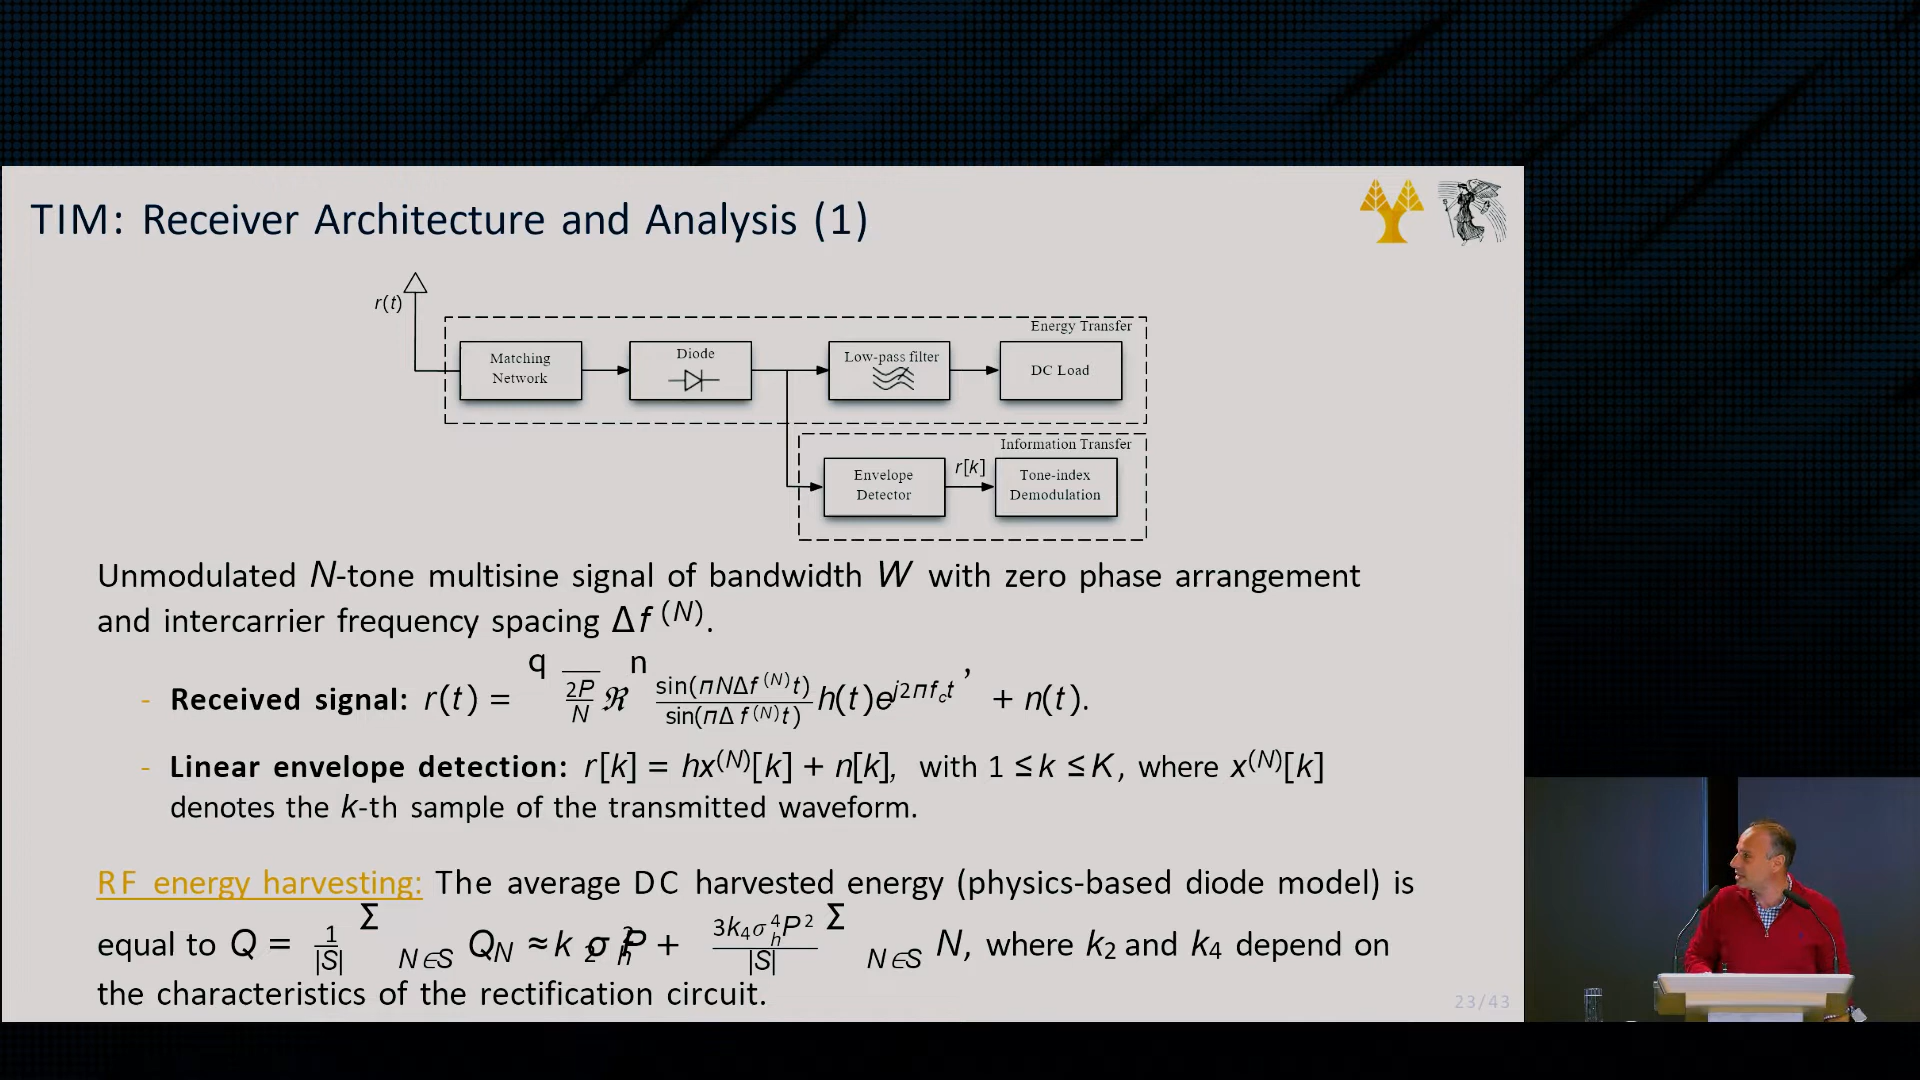 TIM: Receiver Architecture and Analysis (1)
r(t)
Energy Transfer
Matching
Network
Diode
Low-pass filter
DC Load
Information Transfer
Envelope
Detector
r[k]
Tone-index
Demodulation
Unmodulated N-tone multisine signal of bandwidth W with zero phase arrangement
and intercarrier frequency spacing Δf (N).
- Received signal: r(t) = q 2P/N ℜ n sin(πNΔf (N)t)/sin(πΔ f (N)t) h(t)e^{j2πf_c t} ’ + n(t).
- Linear envelope detection: r[k] = hx(N)[k] + n[k], with 1 ≤ k ≤ K, where x(N)[k]
denotes the k-th sample of the transmitted waveform.
RF energy harvesting: The average DC harvested energy (physics-based diode model) is
equal to Q = 1/|S| Σ N∈S Q_N ≈ k_2 σ_h^2 P + 3k_4σ_h^4P^2/|S| Σ N∈S N, where k_2 and k_4 depend on
the characteristics of the rectification circuit.
23/43